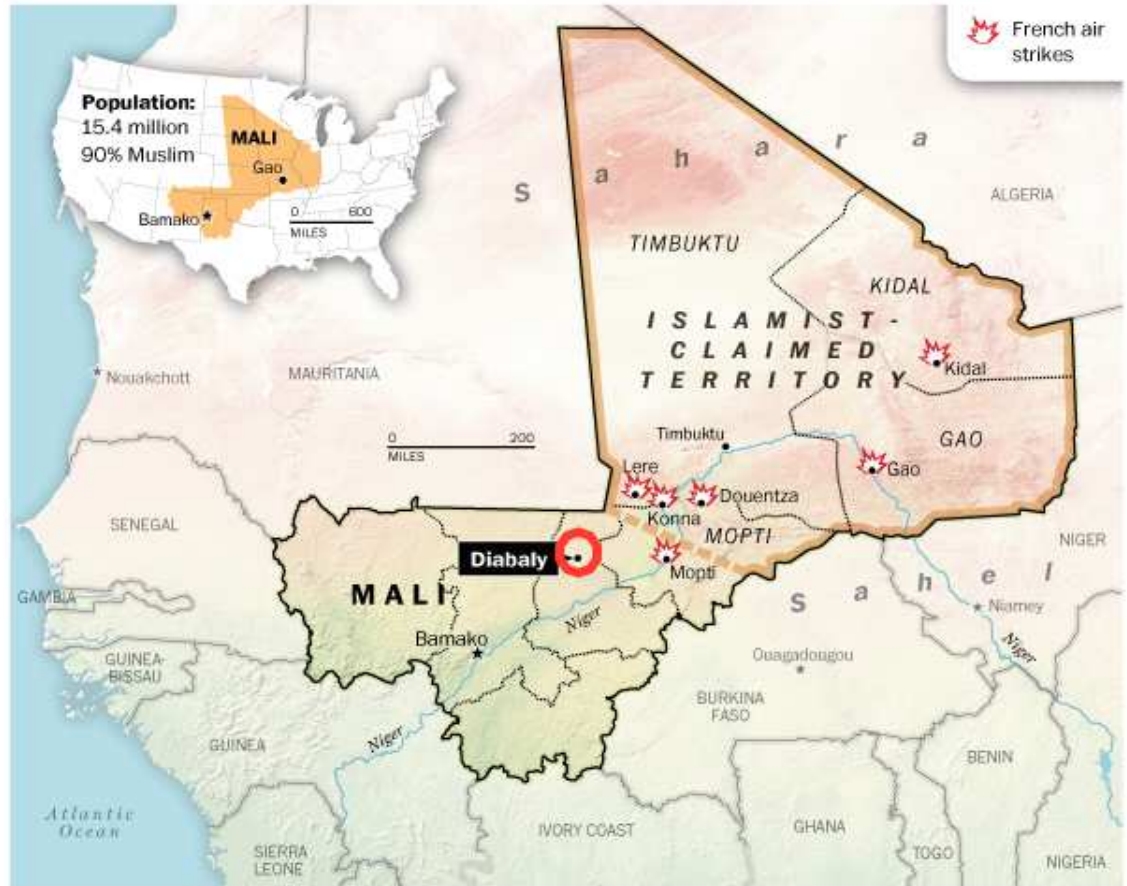 French air
strikes
Population:
15.4 million
90% Muslim
MALI
Gao
Bamako
0 600
MILES
Sahara
ALGERIA
TIMBUKTU
KIDAL
ISLAMIST-
CLAIMED
TERRITORY
Kidal
Nouakchott
MAURITANIA
0 200
MILES
Timbuktu
GAO
Gao
Lere
Douentza
Konna
MOPTI
SENEGAL
Diabaly
Mopti
NIGER
Sahel
GAMBIA
MALI
Niger
Niamey
Bamako
Niger
Ouagadougou
GUINEA-
BISSAU
BURKINA
FASO
Niger
GUINEA
BENIN
Atlantic
Ocean
IVORY COAST
GHANA
SIERRA
LEONE
TOGO
NIGERIA